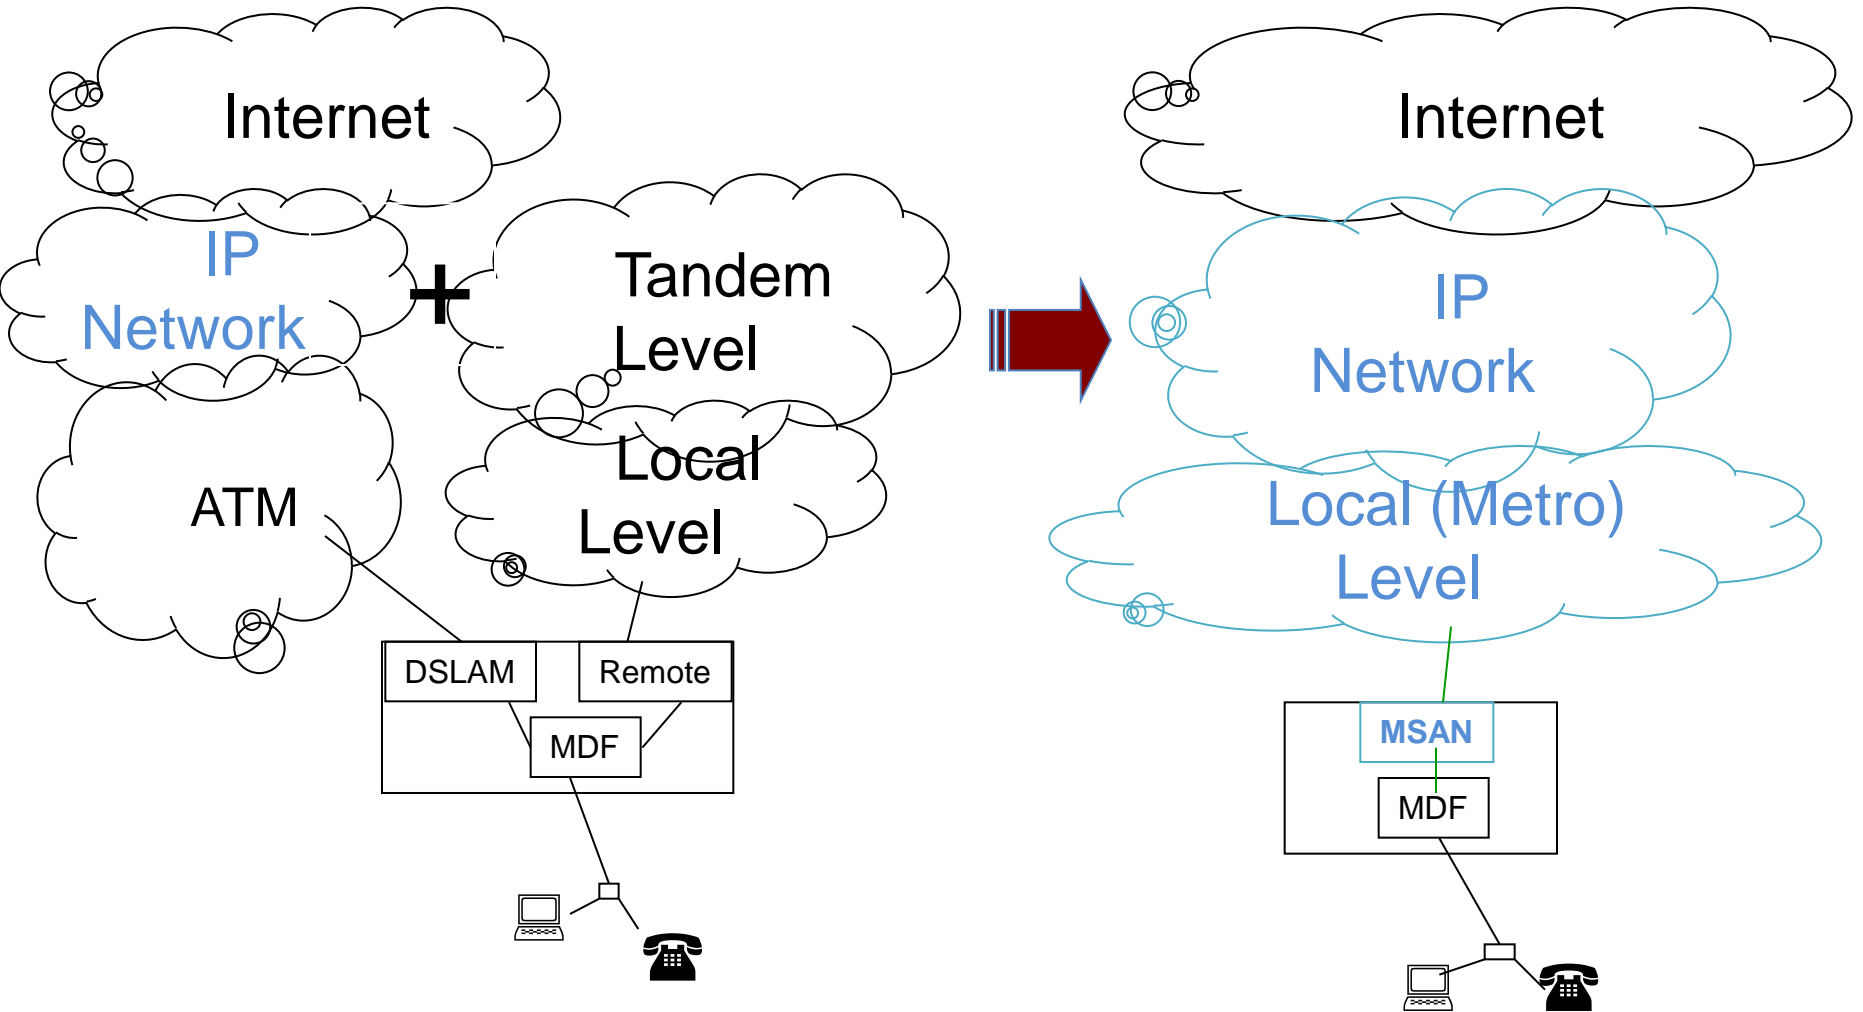 Internet
IP
Network
+
Tandem
Level
ATM
Local
Level
DSLAM
Remote
MDF
Internet
IP
Network
Local (Metro)
Level
MSAN
MDF